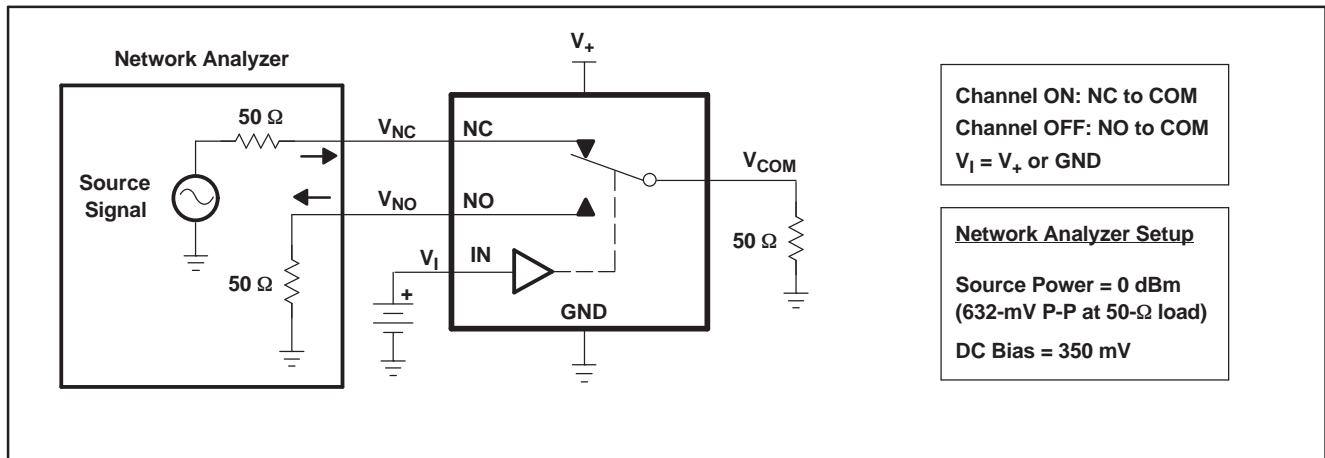 Network Analyzer
50 Ω
Source
Signal
50 Ω
V+
VNC
NC
VNO
NO
VI
IN
+
GND
VCOM
50 Ω
Channel ON: NC to COM
Channel OFF: NO to COM
VI = V+ or GND
Network Analyzer Setup
Source Power = 0 dBm
(632-mV P-P at 50-Ω load)
DC Bias = 350 mV